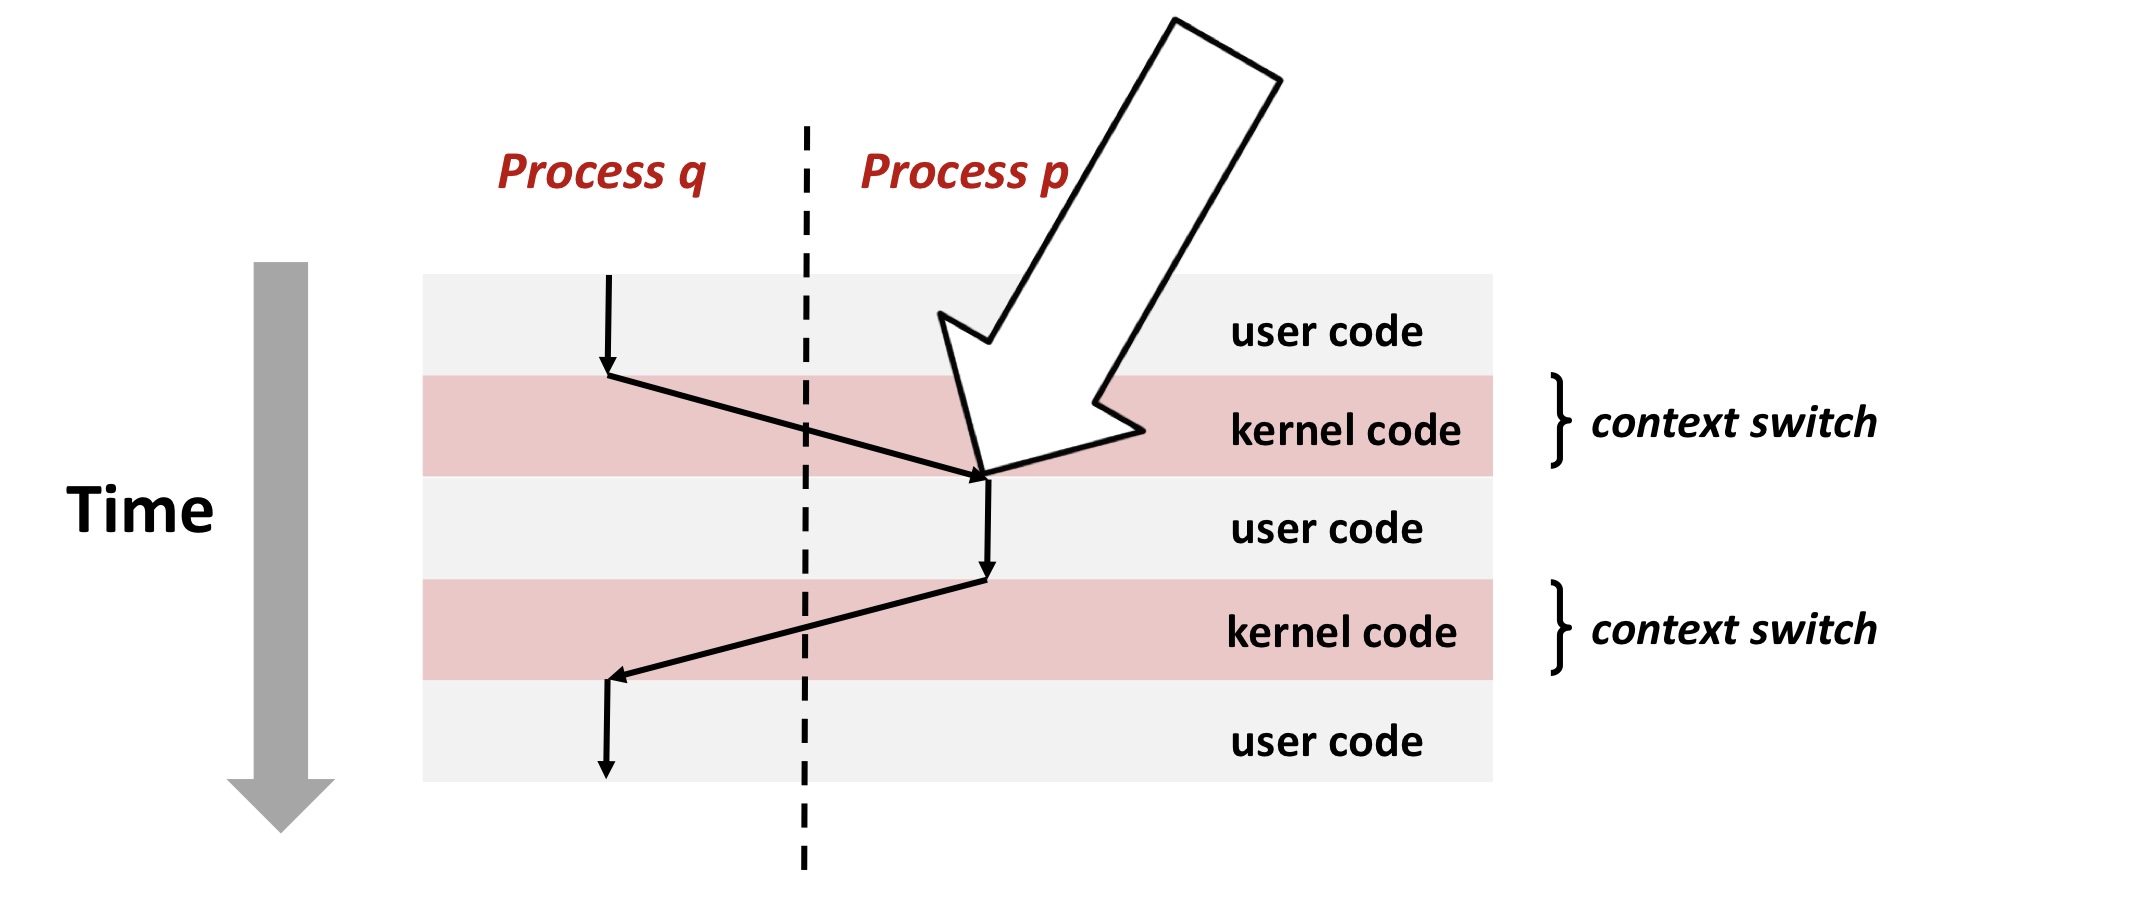 Process q
Process p
user code
kernel code
context switch
Time
user code
kernel code
context switch
user code